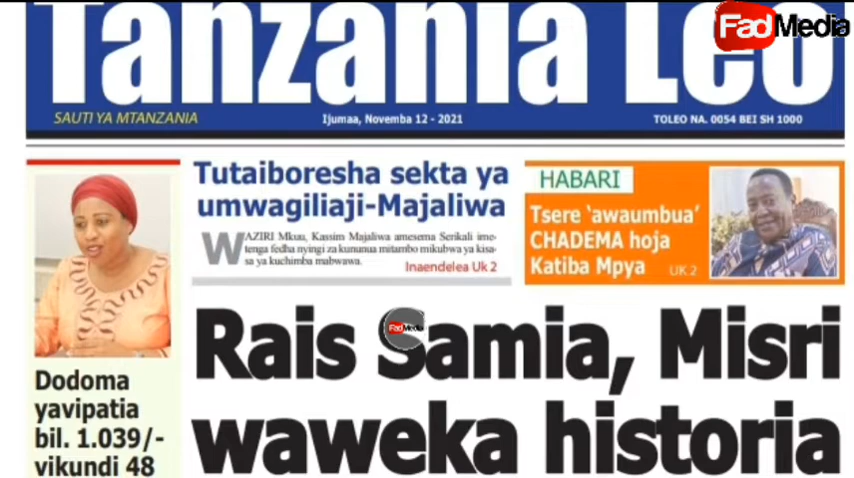 Tanzania Leo
FadMedia
SAUTI YA MTANZANIA
Ijumaa, Novemba 12 - 2021
TOLEO NA. 0054 BEI SH 1000
Tutaiboresha sekta ya
umwagiliaji-Majaliwa
WAZIRI Mkuu, Kassim Majaliwa amesema Serikali ime-
tenga fedha nyingi za kununua mitambo mikubwa ya kisa-
sa ya kuchimba mabwawa.
Inaendelea Uk 2
HABARI
Tsere ‘awaumbua’
CHADEMA hoja
Katiba Mpya
UK.2
Dodoma
yavipatia
bil. 1.039/-
vikundi 48
Rais Samia, Misri
waweka historia
FadMedia